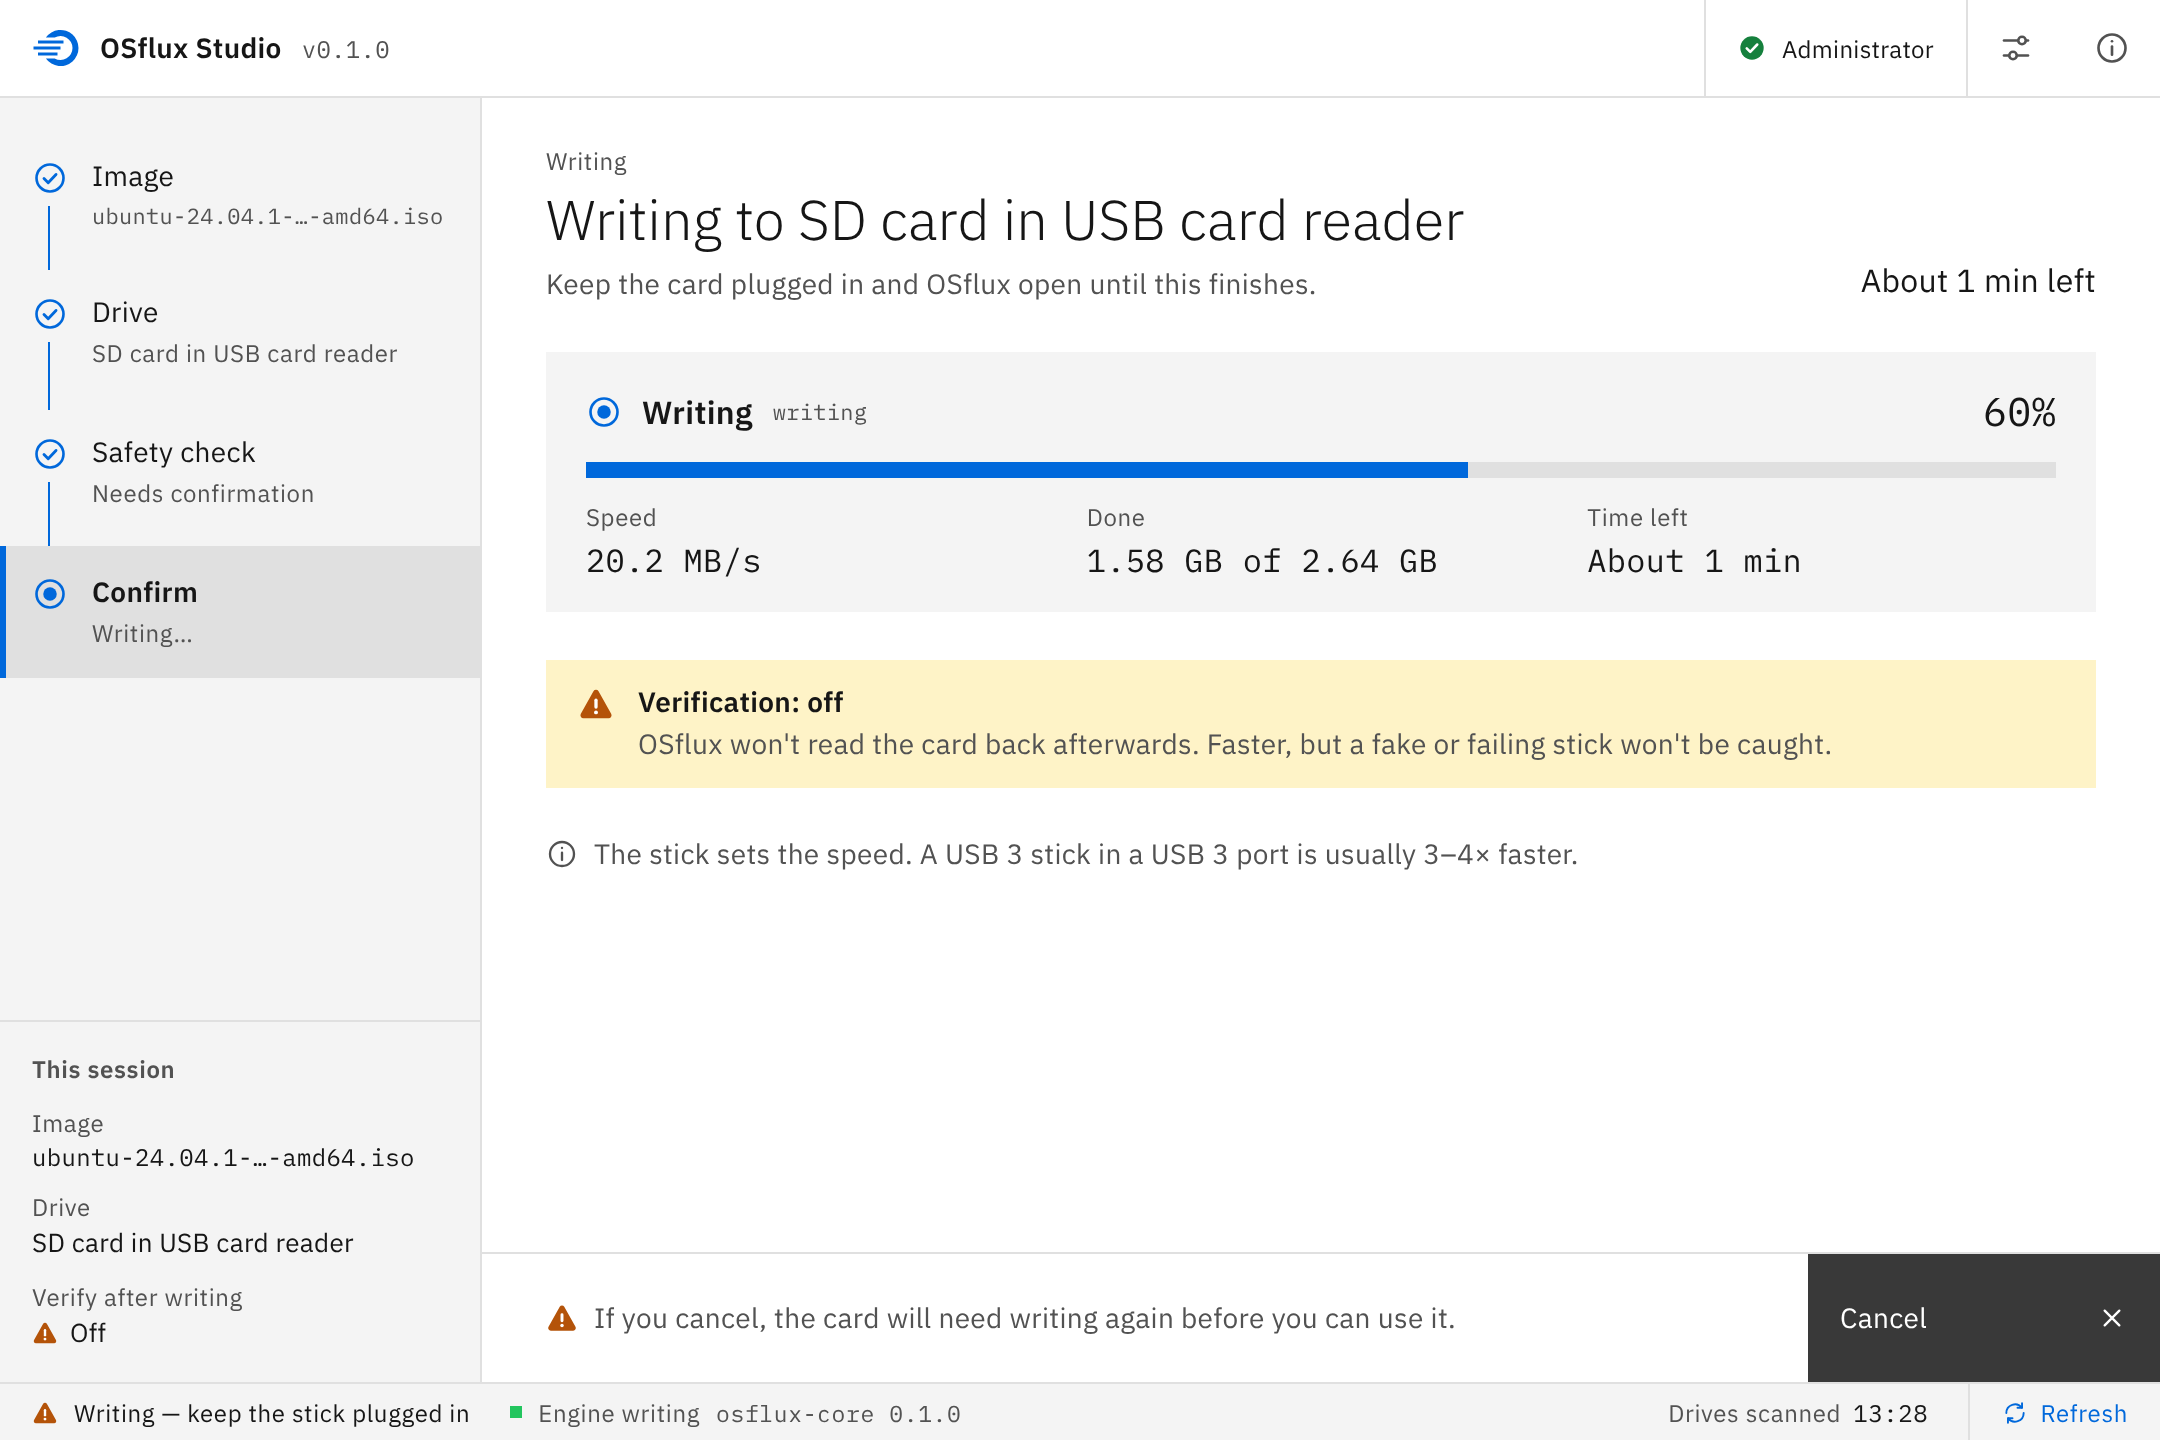 OSflux Studio v0.1.0
Administrator
Image
ubuntu-24.04.1-…-amd64.iso
Drive
SD card in USB card reader
Safety check
Needs confirmation
Confirm
Writing…
This session
Image
ubuntu-24.04.1-…-amd64.iso
Drive
SD card in USB card reader
Verify after writing
Off
Writing
Writing to SD card in USB card reader
Keep the card plugged in and OSflux open until this finishes.
About 1 min left
Writing writing
60%
Speed
20.2 MB/s
Done
1.58 GB of 2.64 GB
Time left
About 1 min
Verification: off
OSflux won't read the card back afterwards. Faster, but a fake or failing stick won't be caught.
The stick sets the speed. A USB 3 stick in a USB 3 port is usually 3–4× faster.
If you cancel, the card will need writing again before you can use it.
Cancel
Writing — keep the stick plugged in
Engine writing osflux-core 0.1.0
Drives scanned 13:28
Refresh